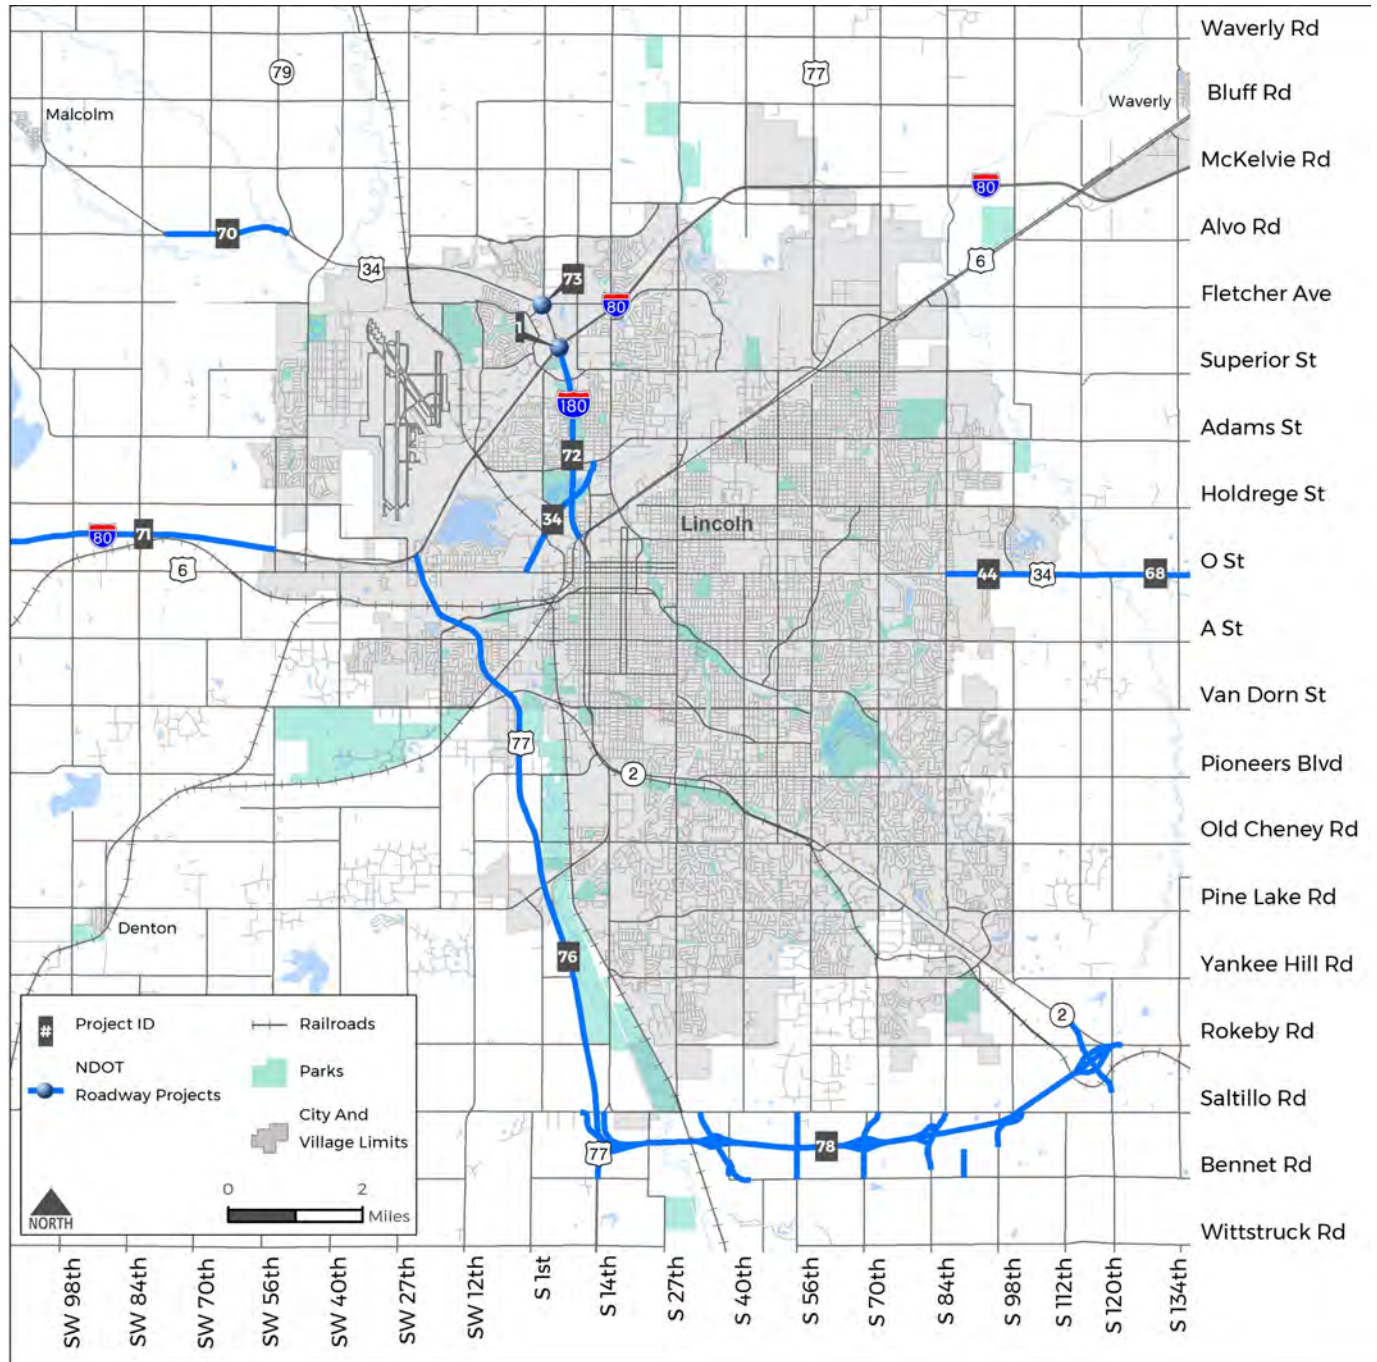 Waverly Rd
79
77
Malcolm
Waverly
Bluff Rd
McKelvie Rd
80
70
Alvo Rd
34
6
73
80
Fletcher Ave
1
Superior St
180
Adams St
72
Holdrege St
34
Lincoln
80
71
6
O St
44
34
68
A St
Van Dorn St
77
2
Pioneers Blvd
Old Cheney Rd
Pine Lake Rd
Denton
76
Yankee Hill Rd
2
Rokeby Rd
Saltillo Rd
77
78
Bennet Rd
Wittstruck Rd
#
Project ID
Railroads
NDOT
Roadway Projects
Parks
City And
Village Limits
0
2
Miles
NORTH
SW 98th
SW 84th
SW 70th
SW 56th
SW 40th
SW 27th
SW 12th
S 1st
S 14th
S 27th
S 40th
S 56th
S 70th
S 84th
S 98th
S 112th
S 120th
S 134th